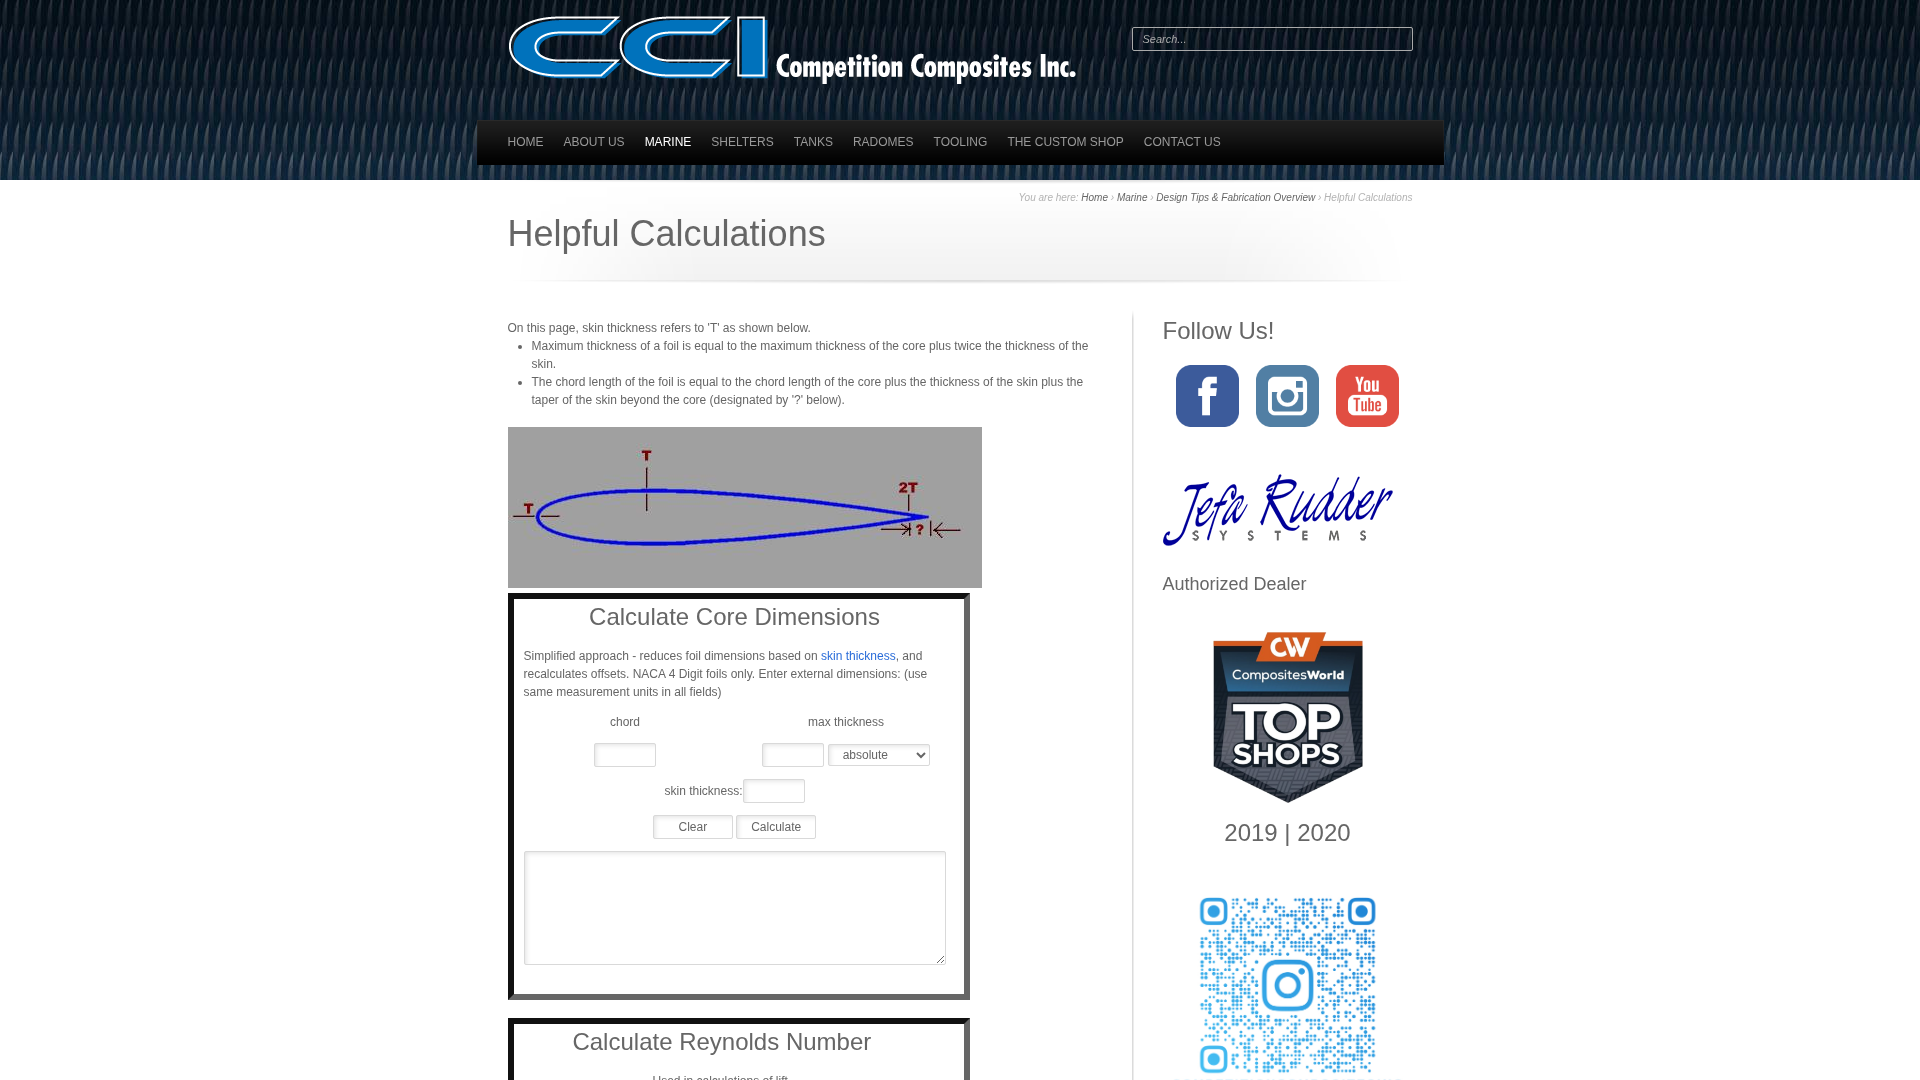 CCI Competition Composites Inc.
Search...
HOME ABOUT US MARINE SHELTERS TANKS RADOMES TOOLING THE CUSTOM SHOP CONTACT US
You are here: Home › Marine › Design Tips & Fabrication Overview › Helpful Calculations
Helpful Calculations
On this page, skin thickness refers to 'T' as shown below.
• Maximum thickness of a foil is equal to the maximum thickness of the core plus twice the thickness of the
skin.
• The chord length of the foil is equal to the chord length of the core plus the thickness of the skin plus the
taper of the skin beyond the core (designated by '?' below).
T
2T
T
?
Calculate Core Dimensions
Simplified approach - reduces foil dimensions based on skin thickness, and
recalculates offsets. NACA 4 Digit foils only. Enter external dimensions: (use
same measurement units in all fields)
chord max thickness
absolute
skin thickness:
Clear Calculate
Calculate Reynolds Number
Used in calculations of lift
Follow Us!
f
You
Tube
Jefa Rudder
SYSTEMS
Authorized Dealer
CW
CompositesWorld
TOP
SHOPS
2019 | 2020